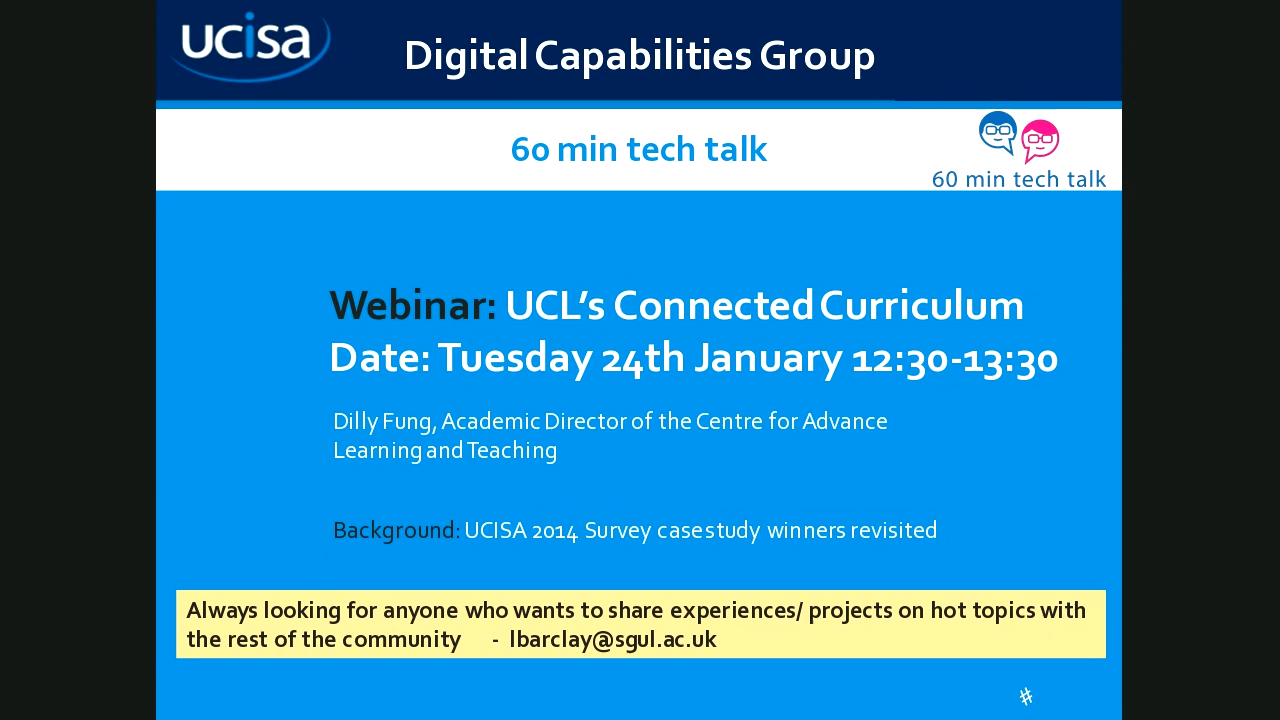 ucisa
Digital Capabilities Group
60 min tech talk
60 min tech talk
Webinar: UCL’s Connected Curriculum
Date: Tuesday 24th January 12:30-13:30
Dilly Fung, Academic Director of the Centre for Advance
Learning and Teaching
Background: UCISA 2014 Survey case study winners revisited
Always looking for anyone who wants to share experiences/ projects on hot topics with
the rest of the community - lbarclay@sgul.ac.uk
#